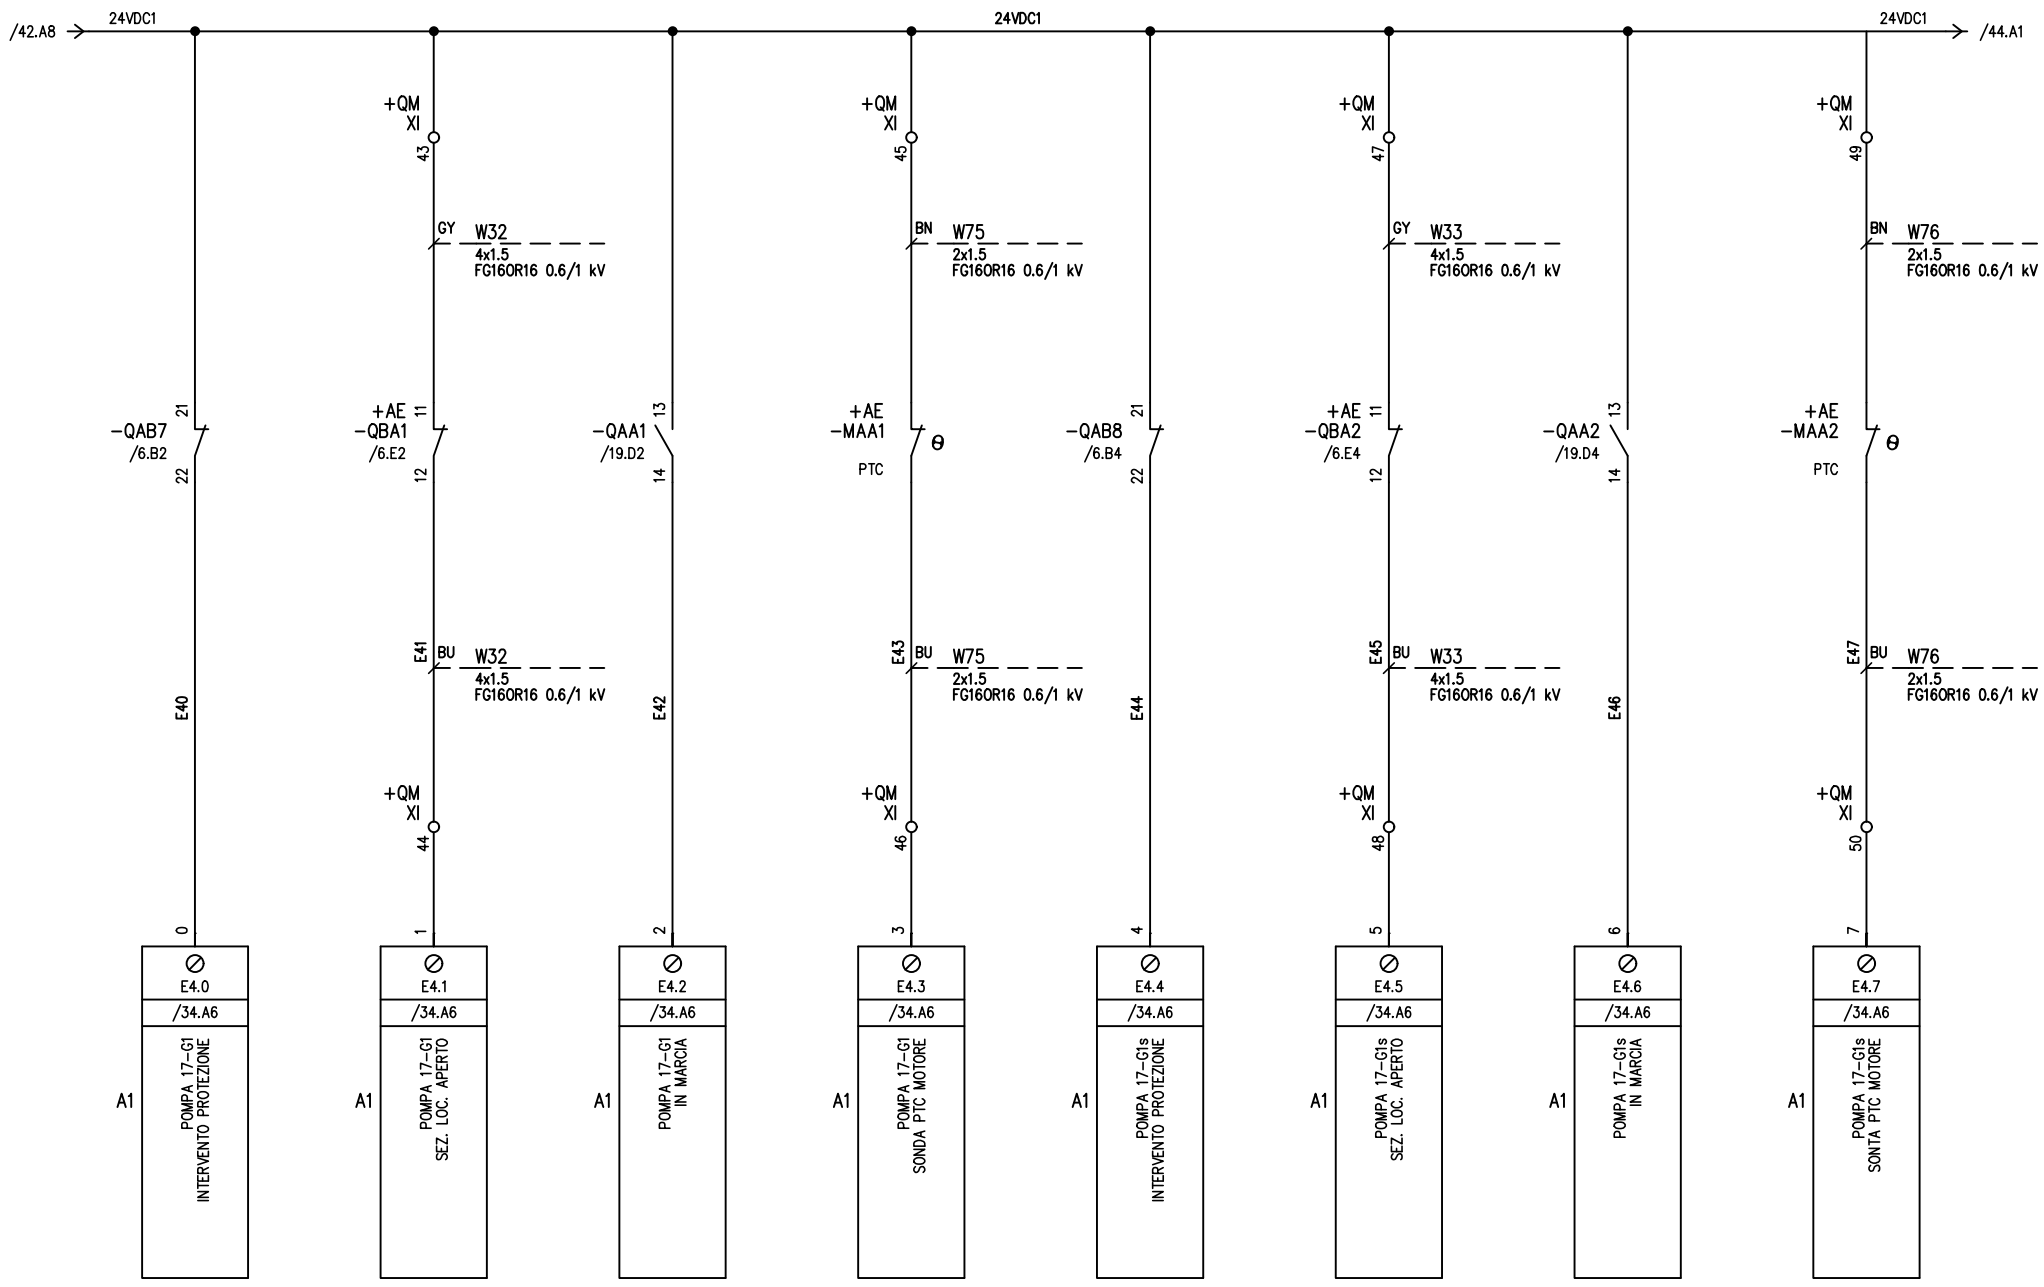 24VDC1
24VDC1
24VDC1
/42.A8
/44.A1
+QM
XI
43
+QM
XI
45
+QM
XI
47
+QM
XI
49
GY
W32
4x1.5
FG16OR16 0.6/1 kV
BN
W75
2x1.5
FG16OR16 0.6/1 kV
GY
W33
4x1.5
FG16OR16 0.6/1 kV
BN
W76
2x1.5
FG16OR16 0.6/1 kV
21
-QAB7
/6.B2
22
+AE
11
-QBA1
/6.E2
12
13
-QAA1
/19.D2
14
+AE
-MAA1
θ
PTC
21
-QAB8
/6.B4
22
+AE
11
-QBA2
/6.E4
12
13
-QAA2
/19.D4
14
+AE
-MAA2
θ
PTC
E40
E41
BU
W32
4x1.5
FG16OR16 0.6/1 kV
E42
E43
BU
W75
2x1.5
FG16OR16 0.6/1 kV
E44
E45
BU
W33
4x1.5
FG16OR16 0.6/1 kV
E46
E47
BU
W76
2x1.5
FG16OR16 0.6/1 kV
+QM
XI
44
+QM
XI
46
+QM
XI
48
+QM
XI
50
0
E4.0
/34.A6
A1
POMPA 17-G1
INTERVENTO PROTEZIONE
1
E4.1
/34.A6
A1
POMPA 17-G1
SEZ. LOC. APERTO
2
E4.2
/34.A6
A1
POMPA 17-G1
IN MARCIA
3
E4.3
/34.A6
A1
POMPA 17-G1
SONDA PTC MOTORE
4
E4.4
/34.A6
A1
POMPA 17-G1s
INTERVENTO PROTEZIONE
5
E4.5
/34.A6
A1
POMPA 17-G1s
SEZ. LOC. APERTO
6
E4.6
/34.A6
A1
POMPA 17-G1s
IN MARCIA
7
E4.7
/34.A6
A1
POMPA 17-G1s
SONTA PTC MOTORE